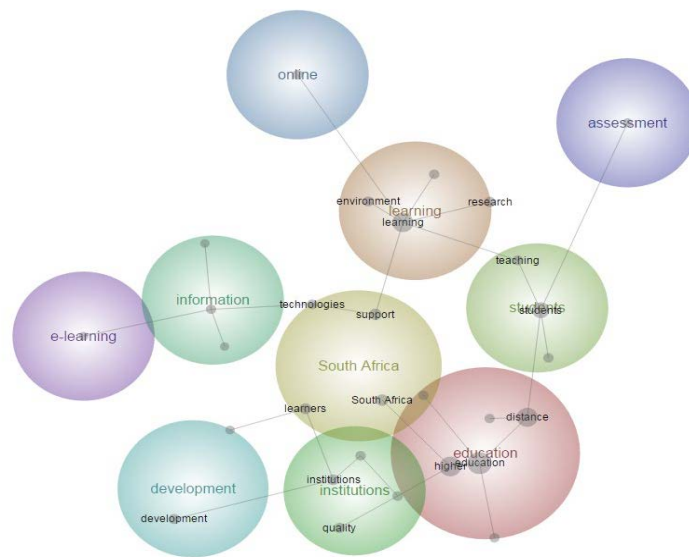 online
assessment
environment
learning
research
learning
teaching
information
technologies
support
students
students
e-learning
South Africa
South Africa
learners
distance
education
higher
education
development
institutions
institutions
development
quality